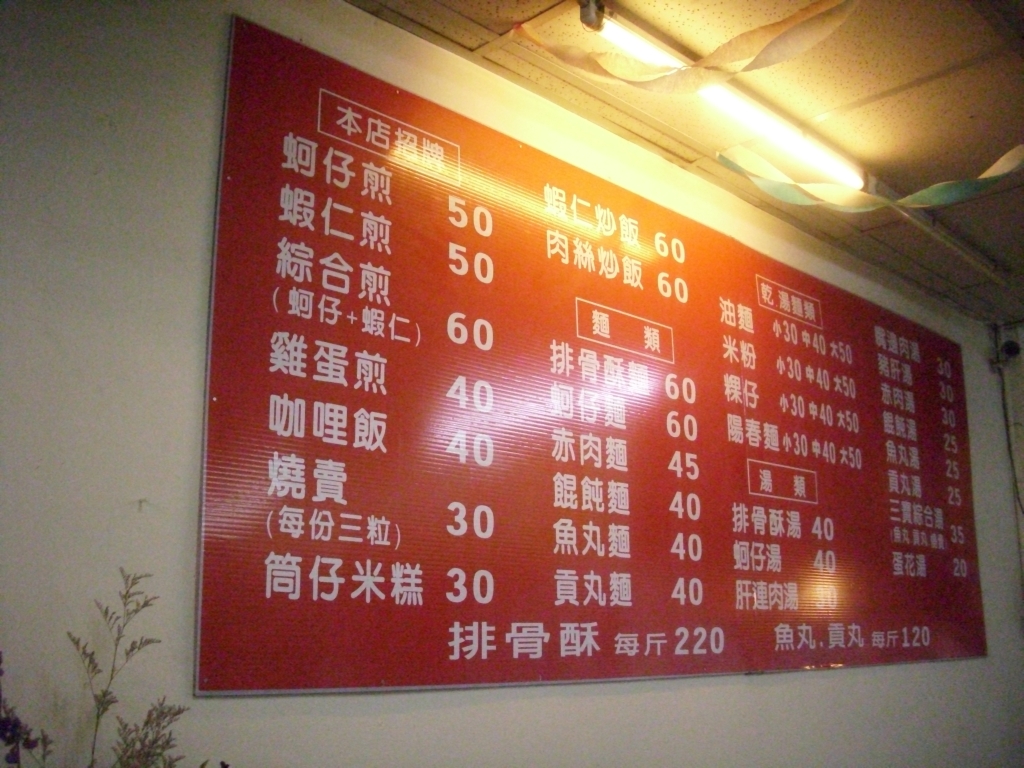 本店招牌
蚵仔煎 50
蝦仁煎 50
綜合煎
(蚵仔+蝦仁) 60
雞蛋煎 40
咖哩飯 40
燒賣
(每份三粒) 30
筒仔米糕 30
蝦仁炒飯 60
肉絲炒飯 60
麵 類
排骨酥麵 60
蚵仔麵 60
赤肉麵 45
餛飩麵 40
魚丸麵 40
貢丸麵 40
乾湯麵類
油麵 小30 中40 大50
米粉 小30 中40 大50
粿仔 小30 中40 大50
陽春麵 小30 中40 大50
湯 類
排骨酥湯 40
蚵仔湯 40
肝連肉湯
嘴邊肉湯 30
豬肝湯 30
赤肉湯 30
餛飩湯 25
魚丸湯 25
貢丸湯 25
三寶綜合湯 35
蛋花湯 20
排骨酥 每斤220
魚丸.貢丸 每斤120